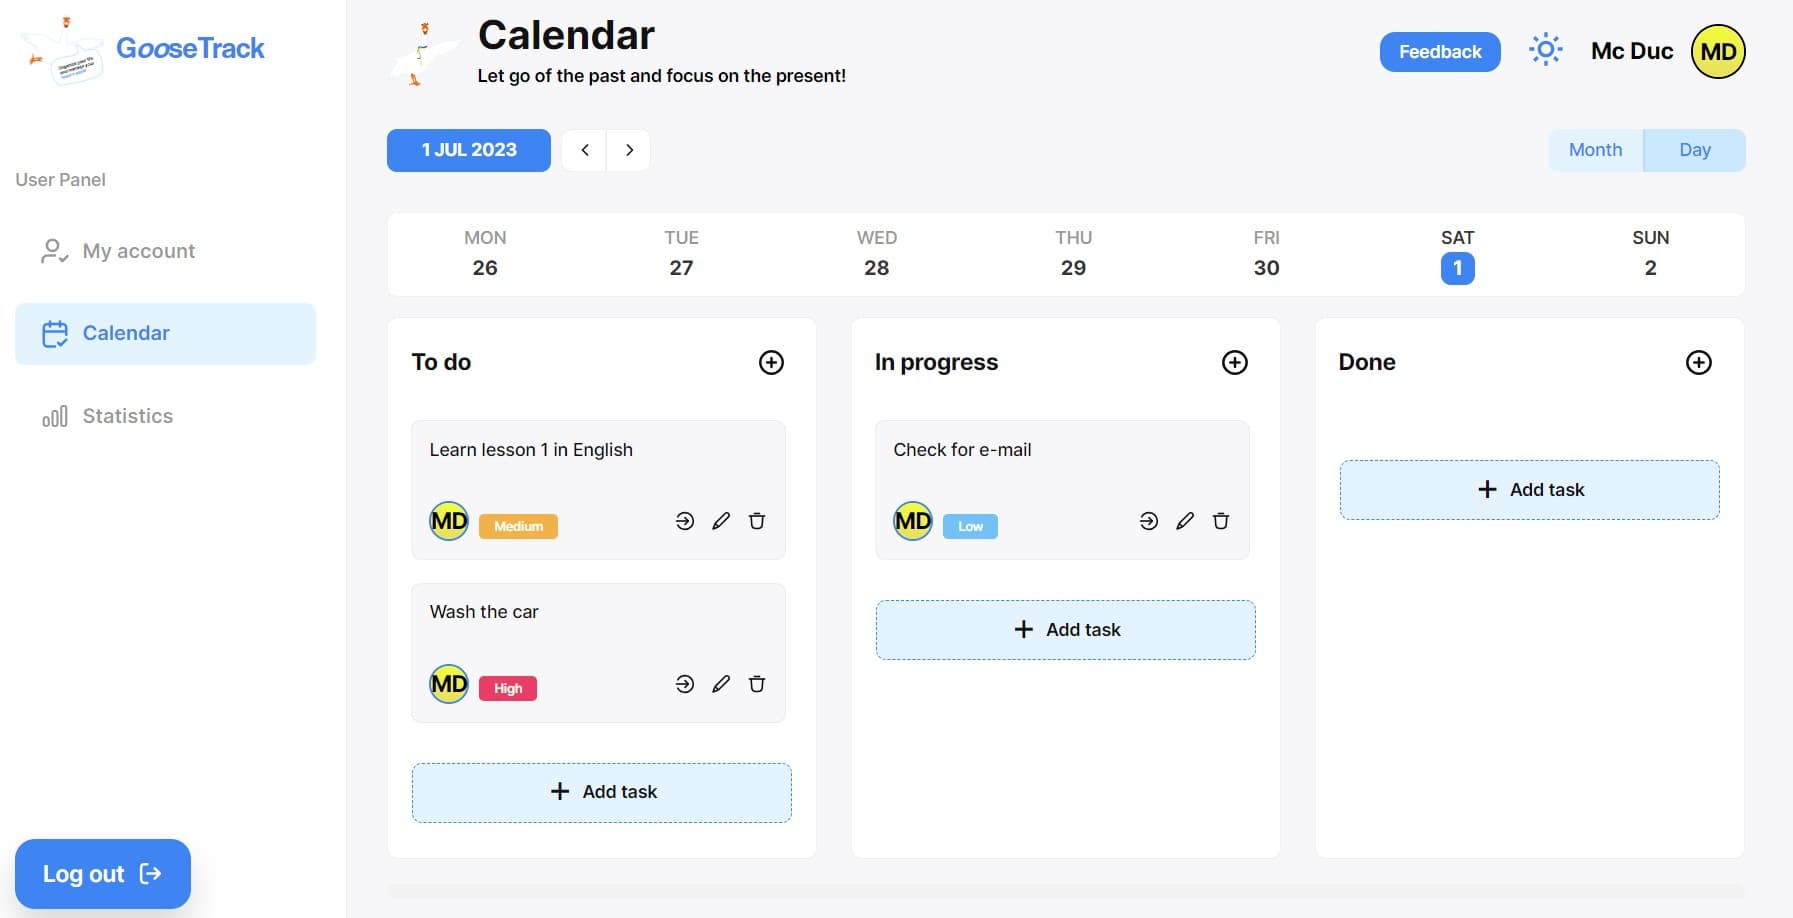 GooseTrack
Calendar
Let go of the past and focus on the present!
Feedback
Mc Duc
MD
User Panel
My account
Calendar
Statistics
Log out
1 JUL 2023
Month
Day
MON
TUE
WED
THU
FRI
SAT
SUN
26
27
28
29
30
1
2
To do
Learn lesson 1 in English
MD
Medium
Wash the car
MD
High
Add task
In progress
Check for e-mail
MD
Low
Add task
Done
Add task